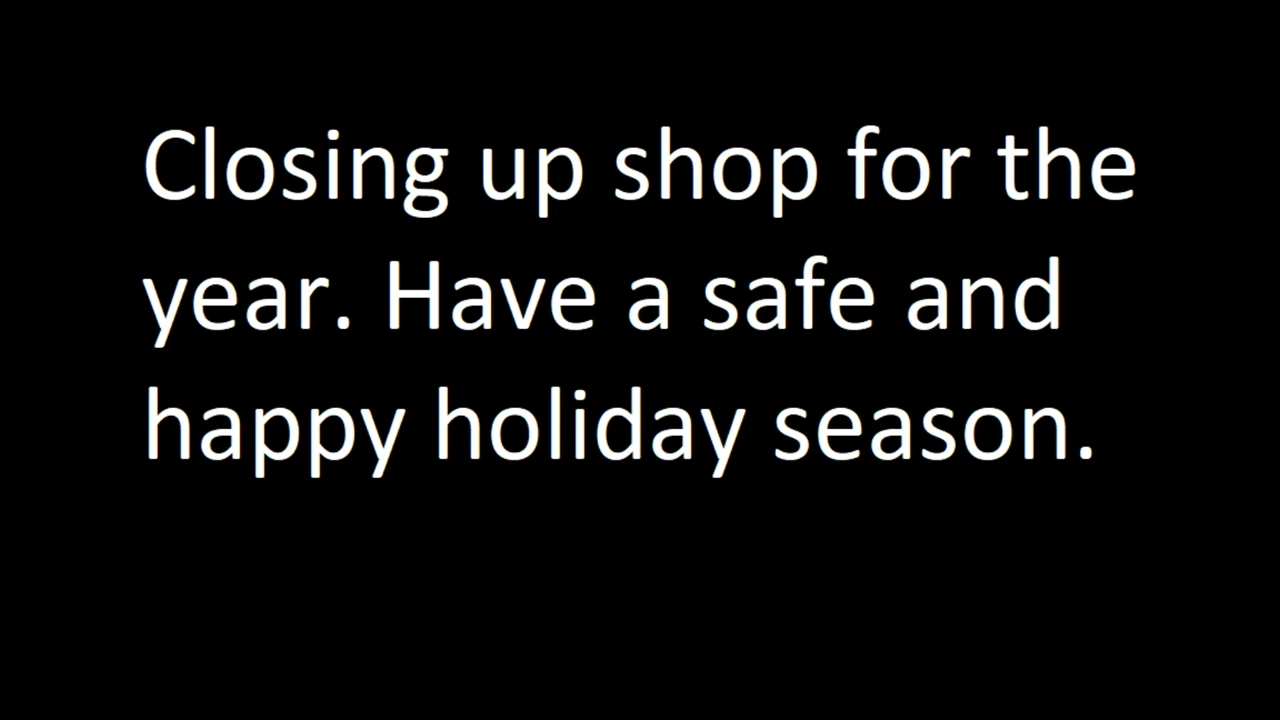 Closing up shop for the
year. Have a safe and
happy holiday season.